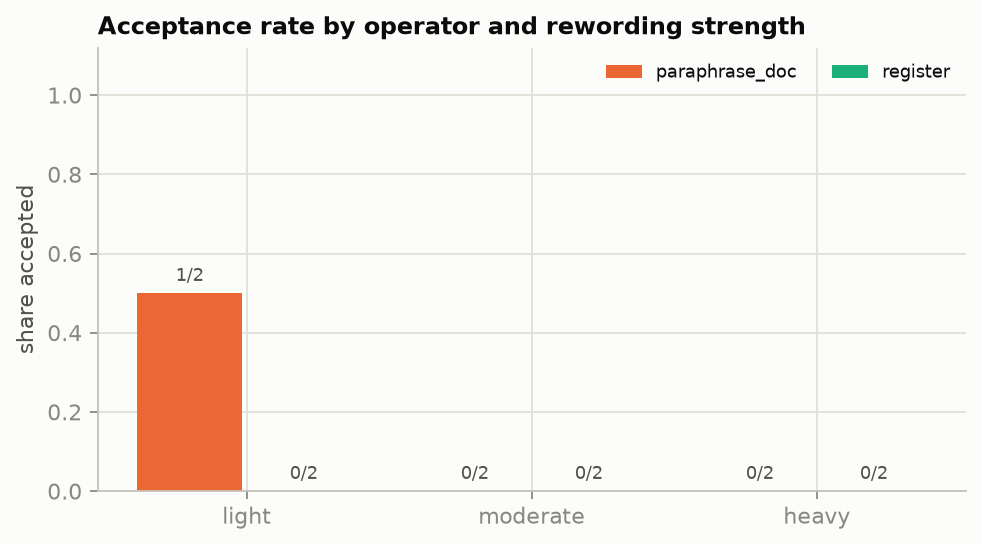 Acceptance rate by operator and rewording strength
paraphrase_doc register
1.0
0.8
0.6
0.4
0.2
0.0
share accepted
1/2 0/2 0/2 0/2 0/2 0/2
light moderate heavy